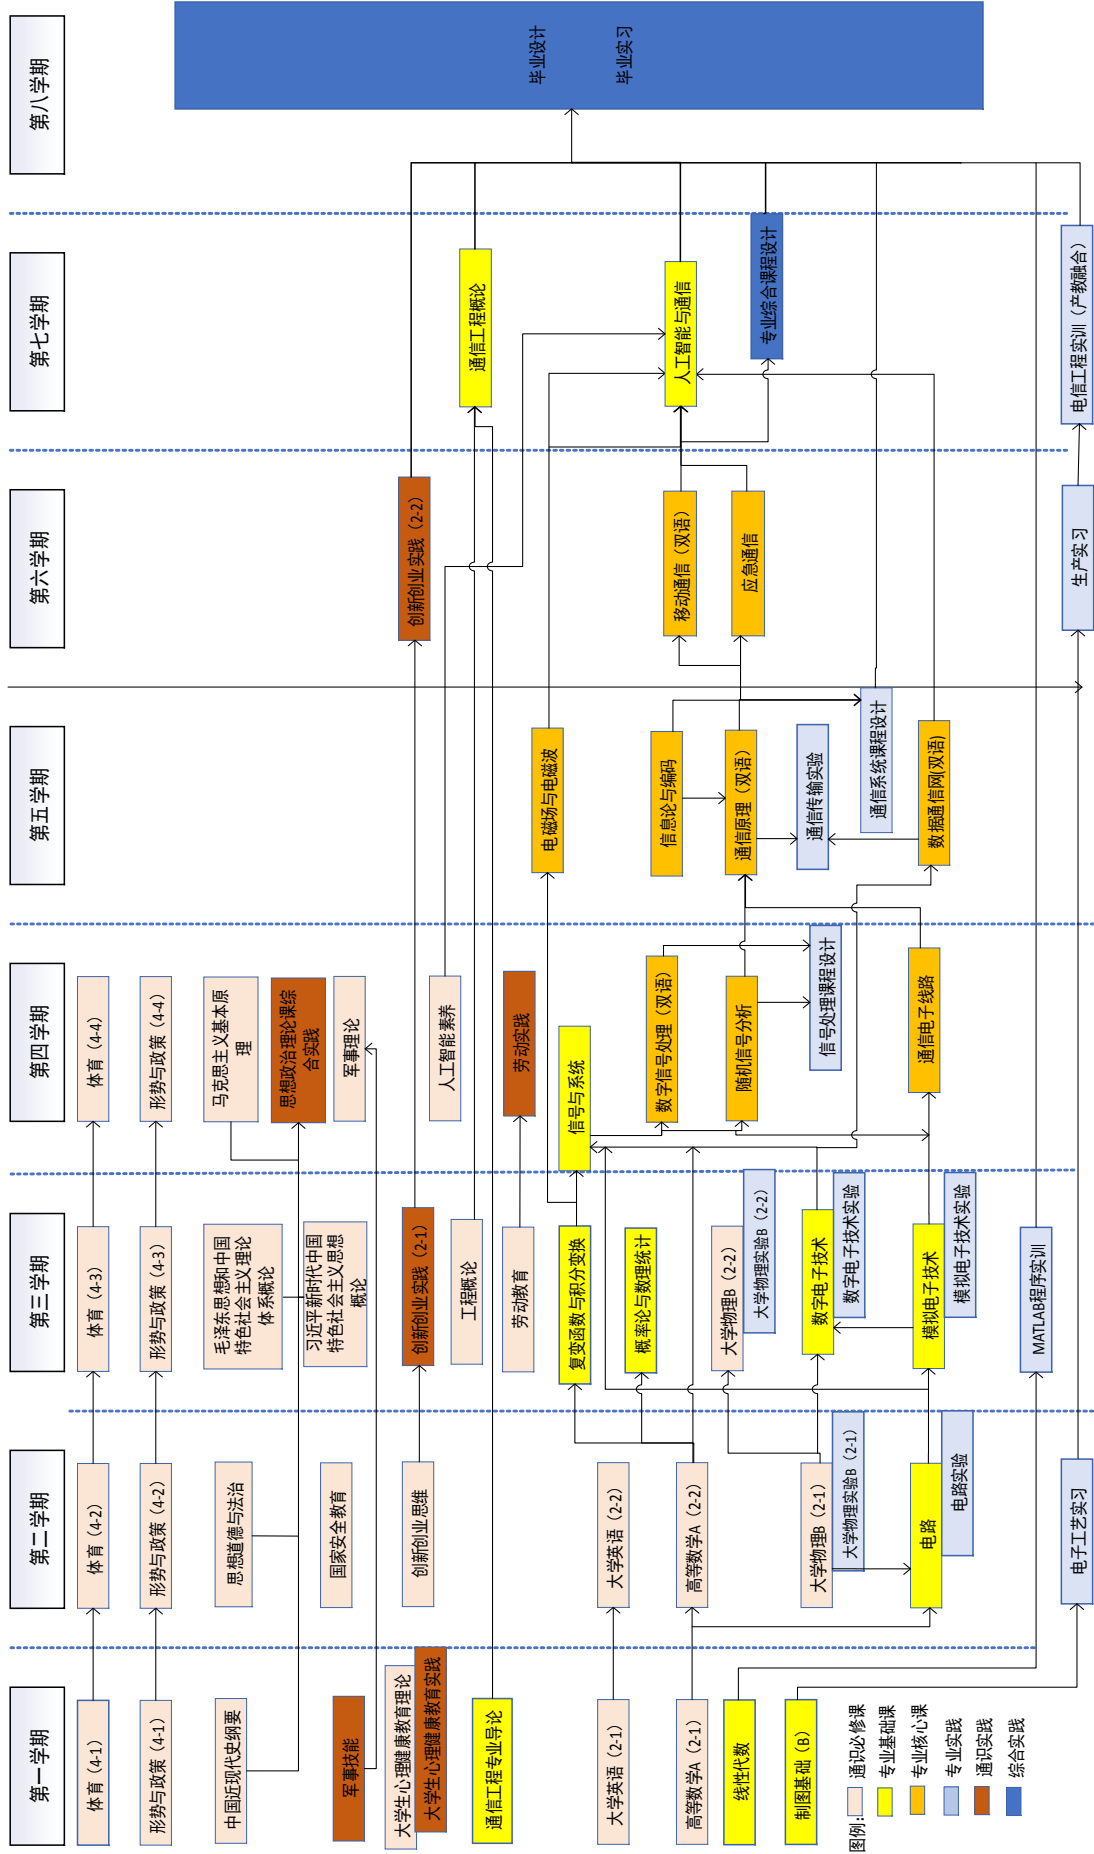 第一学期
第二学期
第三学期
第四学期
第五学期
第六学期
第七学期
第八学期
体育（4-1）
体育（4-2）
体育（4-3）
体育（4-4）
形势与政策（4-1）
形势与政策（4-2）
形势与政策（4-3）
形势与政策（4-4）
中国近现代史纲要
思想道德与法治
毛泽东思想和中国
特色社会主义理论
体系概论
马克思主义基本原
理
习近平新时代中国
特色社会主义思想
概论
思想政治理论课综
合实践
军事技能
国家安全教育
军事理论
大学生心理健康教育理论
大学生心理健康教育实践
创新创业思维
创新创业实践（2-1）
创新创业实践（2-2）
工程概论
人工智能素养
通信工程专业导论
通信工程概论
劳动教育
劳动实践
大学英语（2-1）
大学英语（2-2）
复变函数与积分变换
信号与系统
电磁场与电磁波
高等数学A（2-1）
高等数学A（2-2）
概率论与数理统计
数字信号处理（双语）
信息论与编码
移动通信（双语）
人工智能与通信
线性代数
大学物理B（2-2）
大学物理实验B（2-2）
随机信号分析
通信原理（双语）
应急通信
专业综合课程设计
制图基础（B）
大学物理B（2-1）
大学物理实验B（2-1）
数字电子技术
数字电子技术实验
信号处理课程设计
通信传输实验
通信系统课程设计
电路
电路实验
模拟电子技术
模拟电子技术实验
通信电子线路
数据通信网(双语)
MATLAB程序实训
电子工艺实习
生产实习
电信工程实训（产教融合）
毕业设计
毕业实习
图例:
通识必修课
专业基础课
专业核心课
专业实践
通识实践
综合实践